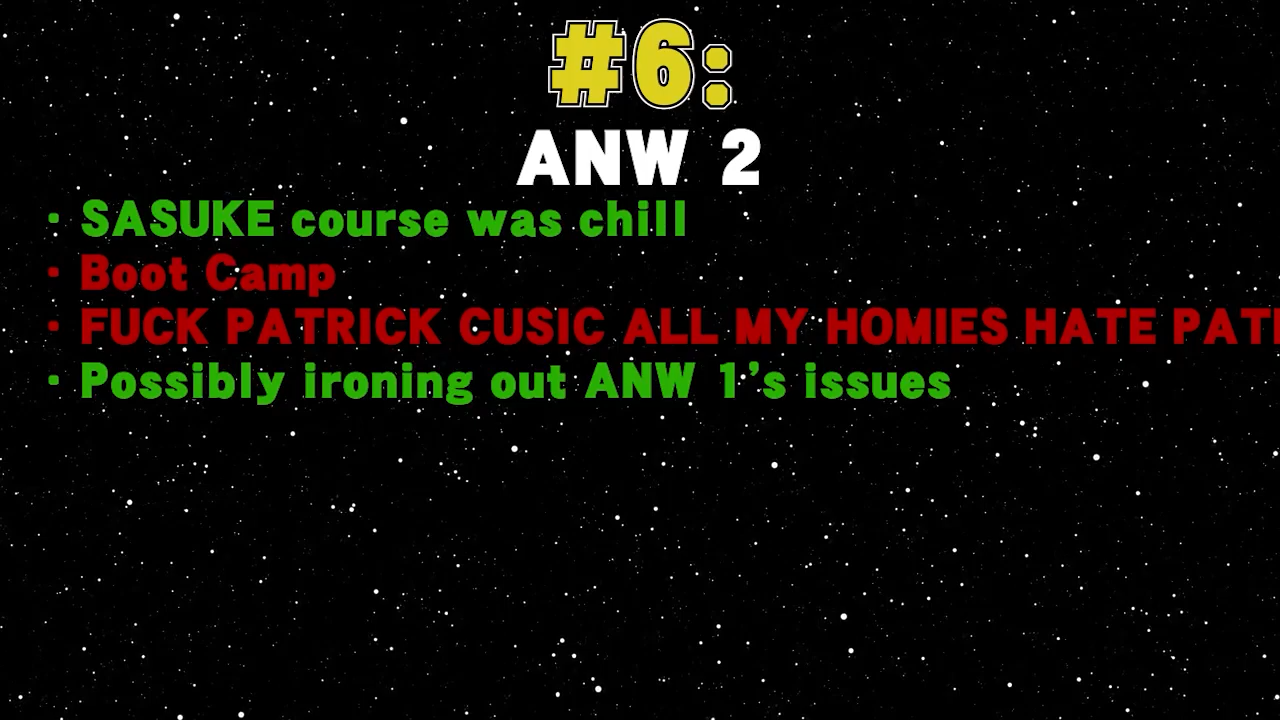 #6:
ANW 2
• SASUKE course was chill
• Boot Camp
• FUCK PATRICK CUSIC ALL MY HOMIES HATE
• Possibly ironing out ANW 1’s issues